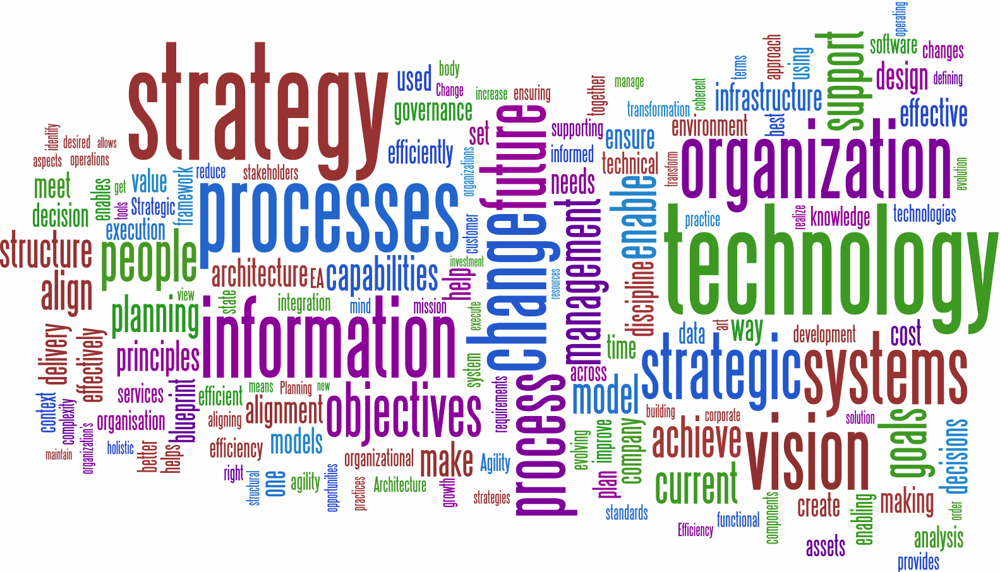 operating
strategy
support
software
changes
approach
using
terms
used
body
Change
design
defining
together
manage
coherent
infrastructure
increase
ensuring
governance
transformation
effective
future
set
supporting
ensure
environment
best
organization
identify
desired
allows
efficiently
informed
technical
aspects
operations
organizations
transform
evolution
reduce
stakeholders
meet
enables
get
value
framework
processes
needs
enable
decision
tools
Strategic
execution
customer
change
management
practice
realize
knowledge
technologies
technology
structure
people
architecture
EA
capabilities
investment
help
resources
discipline
align
view
state
planning
integration
mind
mission
execute
information
delivery
effectively
principles
system
time
data
art
way
development
cost
strategic
systems
across
model
process
requirements
context
complexity
services
blueprint
efficient
means
Planning
new
objectives
organisation
aligning
alignment
building
corporate
solution
goals
decisions
maintain
organization's
holistic
better
helps
efficiency
models
organizational
make
Agility
evolving
improve
company
achieve
vision
right
structural
one
agility
opportunities
practices
Architecture
growth
strategies
plan
current
standards
Efficiency
functional
components
create
enabling
making
order
assets
analysis
provides